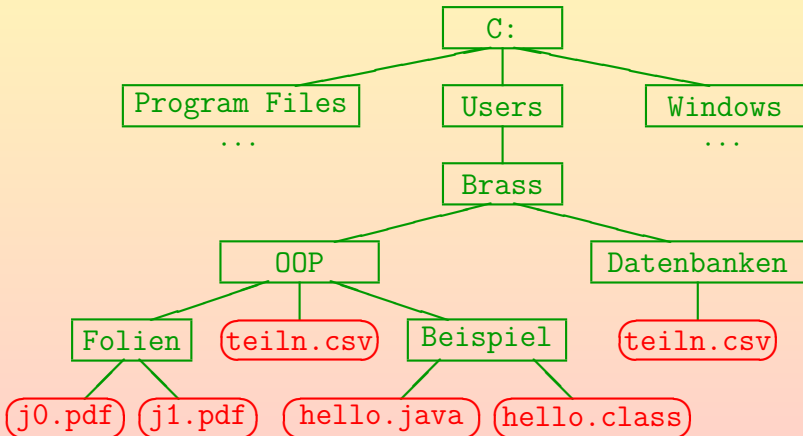 C:
Program Files Users Windows
... ...
Brass
OOP Datenbanken
Folien teiln.csv Beispiel teiln.csv
j0.pdf j1.pdf hello.java hello.class